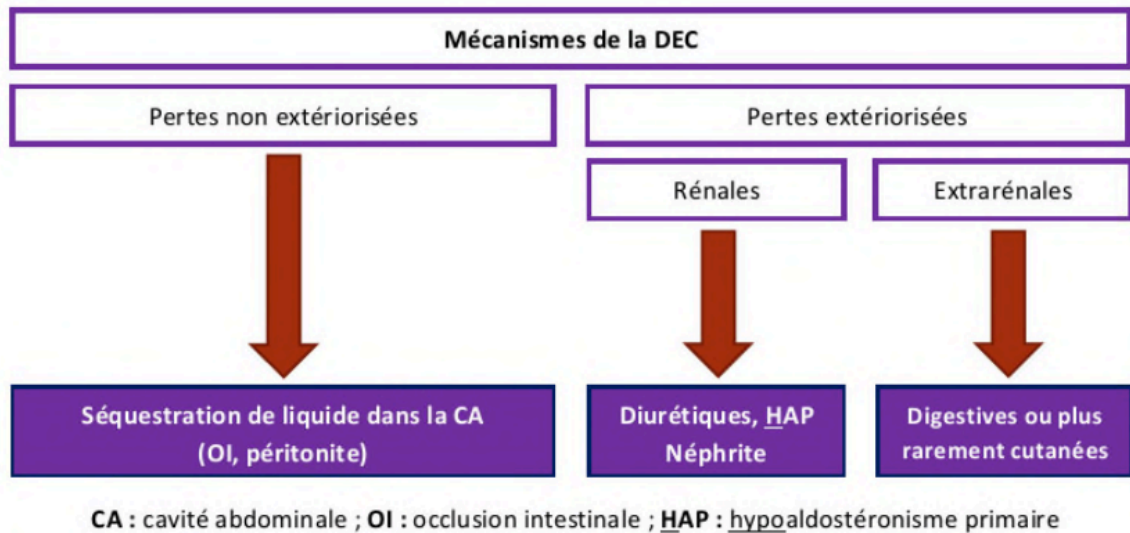 Mécanismes de la DEC
Pertes non extériorisées
Pertes extériorisées
Rénales
Extrarénales
Séquestration de liquide dans la CA
(OI, péritonite)
Diurétiques, HAP
Néphrite
Digestives ou plus
rarement cutanées
CA : cavité abdominale ; OI : occlusion intestinale ; HAP : hypoaldostéronisme primaire